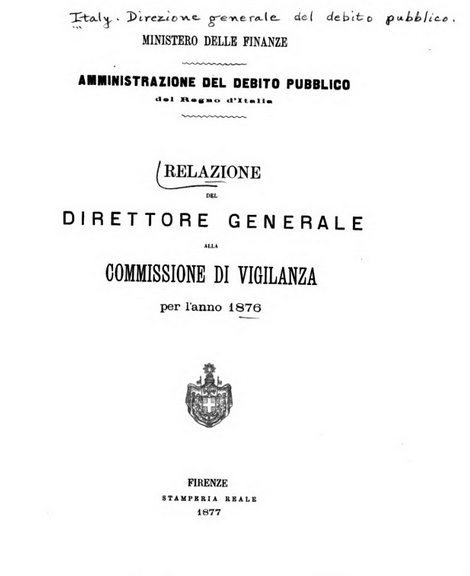 Italy. Direzione generale del debito pubblico.
MINISTERO DELLE FINANZE
AMMINISTRAZIONE DEL DEBITO PUBBLICO
del Regno d'Italia
RELAZIONE
DEL
DIRETTORE GENERALE
ALLA
COMMISSIONE DI VIGILANZA
per l'anno 1876
FIRENZE
STAMPERIA REALE
1877